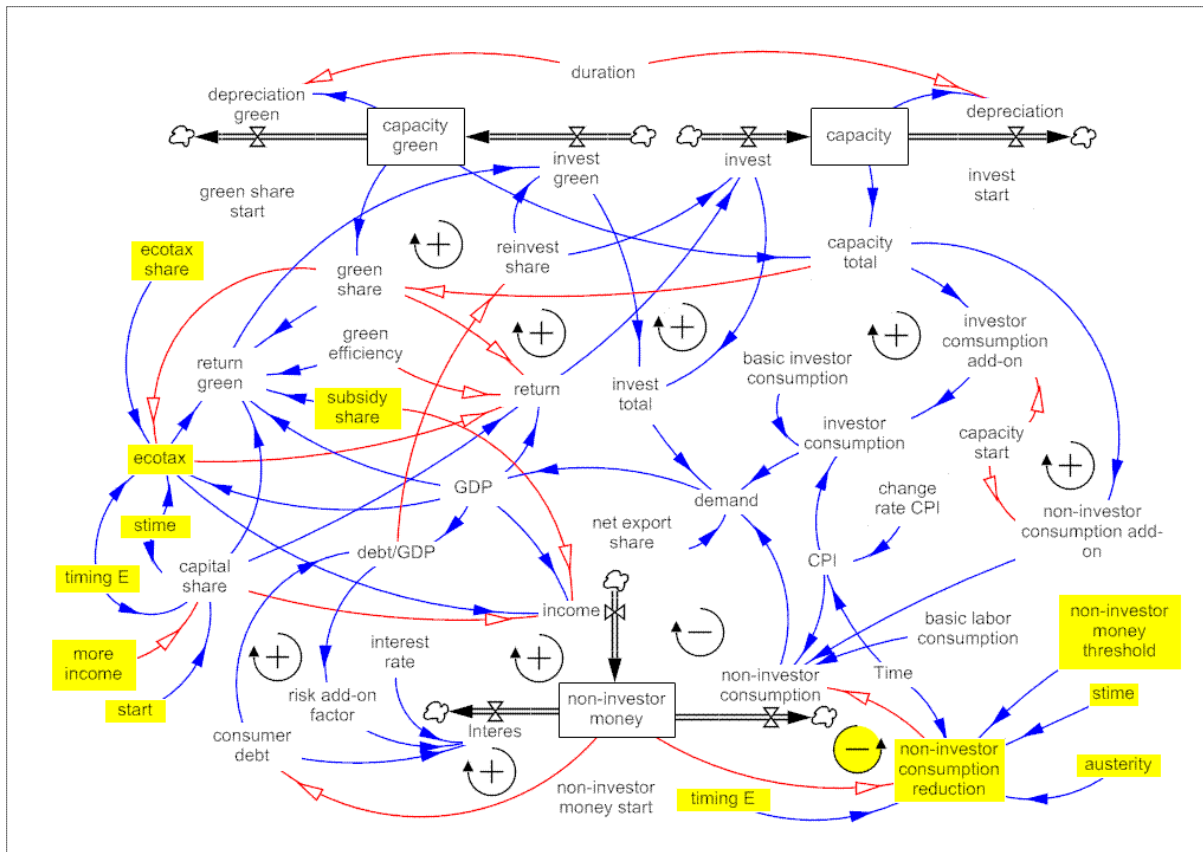 duration
depreciation
green
depreciation
capacity
green
capacity
invest
green
invest
invest
start
green share
start
ecotax
share
reinvest
share
capacity
total
green
share
+
+
+
+
green
efficiency
investor
comsumption
add-on
return
green
basic investor
consumption
return
invest
total
subsidy
share
investor
consumption
capacity
start
ecotax
+
GDP
demand
change
rate CPI
non-investor
consumption add-
on
stime
net export
share
debt/GDP
CPI
timing E
capital
share
income
basic labor
consumption
non-investor
money
threshold
−
more
income
interest
rate
+
+
Time
start
risk add-on
factor
non-investor
money
non-investor
consumption
stime
consumer
debt
Interes
−
non-investor
consumption
reduction
+
austerity
non-investor
money start
timing E